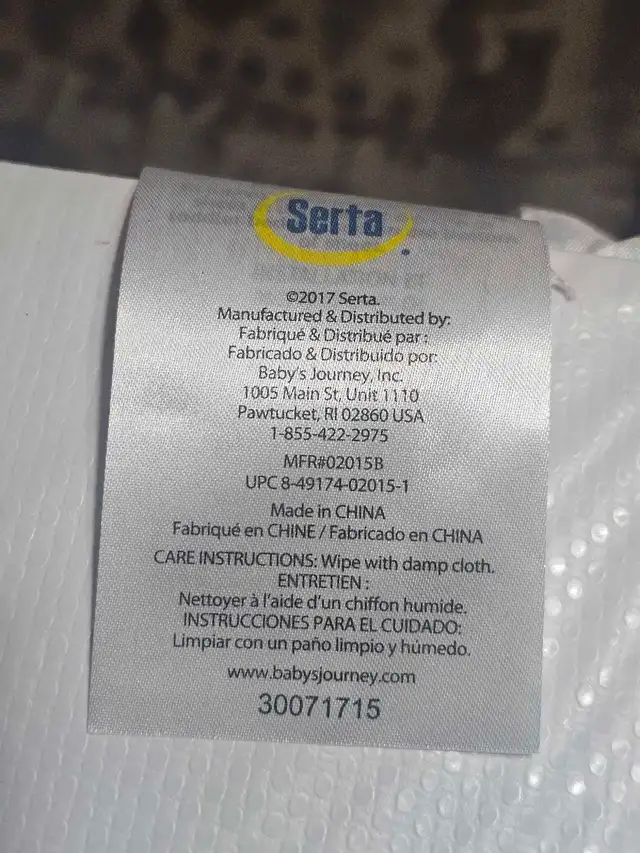 Serta
©2017 Serta.
Manufactured & Distributed by:
Fabriqué & Distribué par :
Fabricado & Distribuido por:
Baby's Journey, Inc.
1005 Main St, Unit 1110
Pawtucket, RI 02860 USA
1-855-422-2975
MFR#02015B
UPC 8-49174-02015-1
Made in CHINA
Fabriqué en CHINE / Fabricado en CHINA
CARE INSTRUCTIONS: Wipe with damp cloth.
ENTRETIEN :
Nettoyer à l'aide d'un chiffon humide.
INSTRUCCIONES PARA EL CUIDADO:
Limpiar con un paño limpio y húmedo.
www.babysjourney.com
30071715